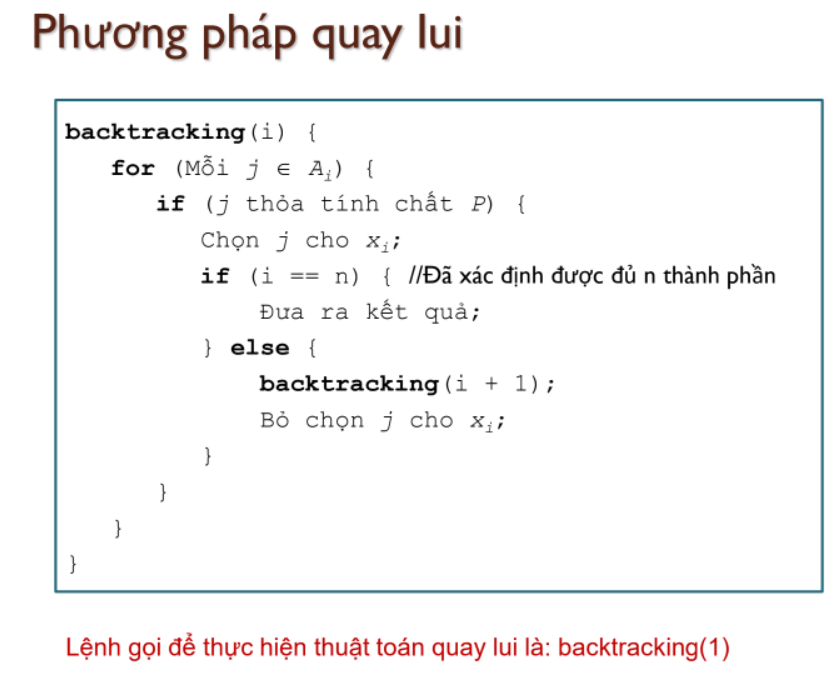 Phương pháp quay lui
backtracking(i) {
for (Mỗi j ∈ Aᵢ) {
if (j thỏa tính chất P) {
Chọn j cho xᵢ;
if (i == n) { //Đã xác định được đủ n thành phần
Đưa ra kết quả;
} else {
backtracking(i + 1);
Bỏ chọn j cho xᵢ;
}
}
}
}
Lệnh gọi để thực hiện thuật toán quay lui là: backtracking(1)